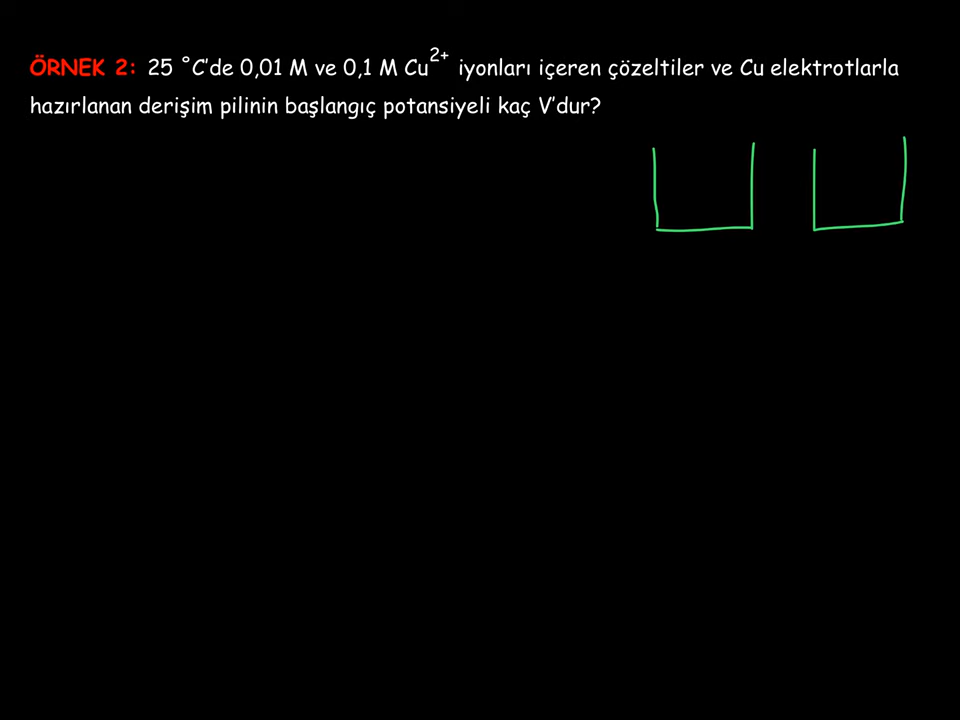 ÖRNEK 2: 25 ˚C’de 0,01 M ve 0,1 M Cu²⁺ iyonları içeren çözeltiler ve Cu elektrotlarla
hazırlanan derişim pilinin başlangıç potansiyeli kaç V’dur?